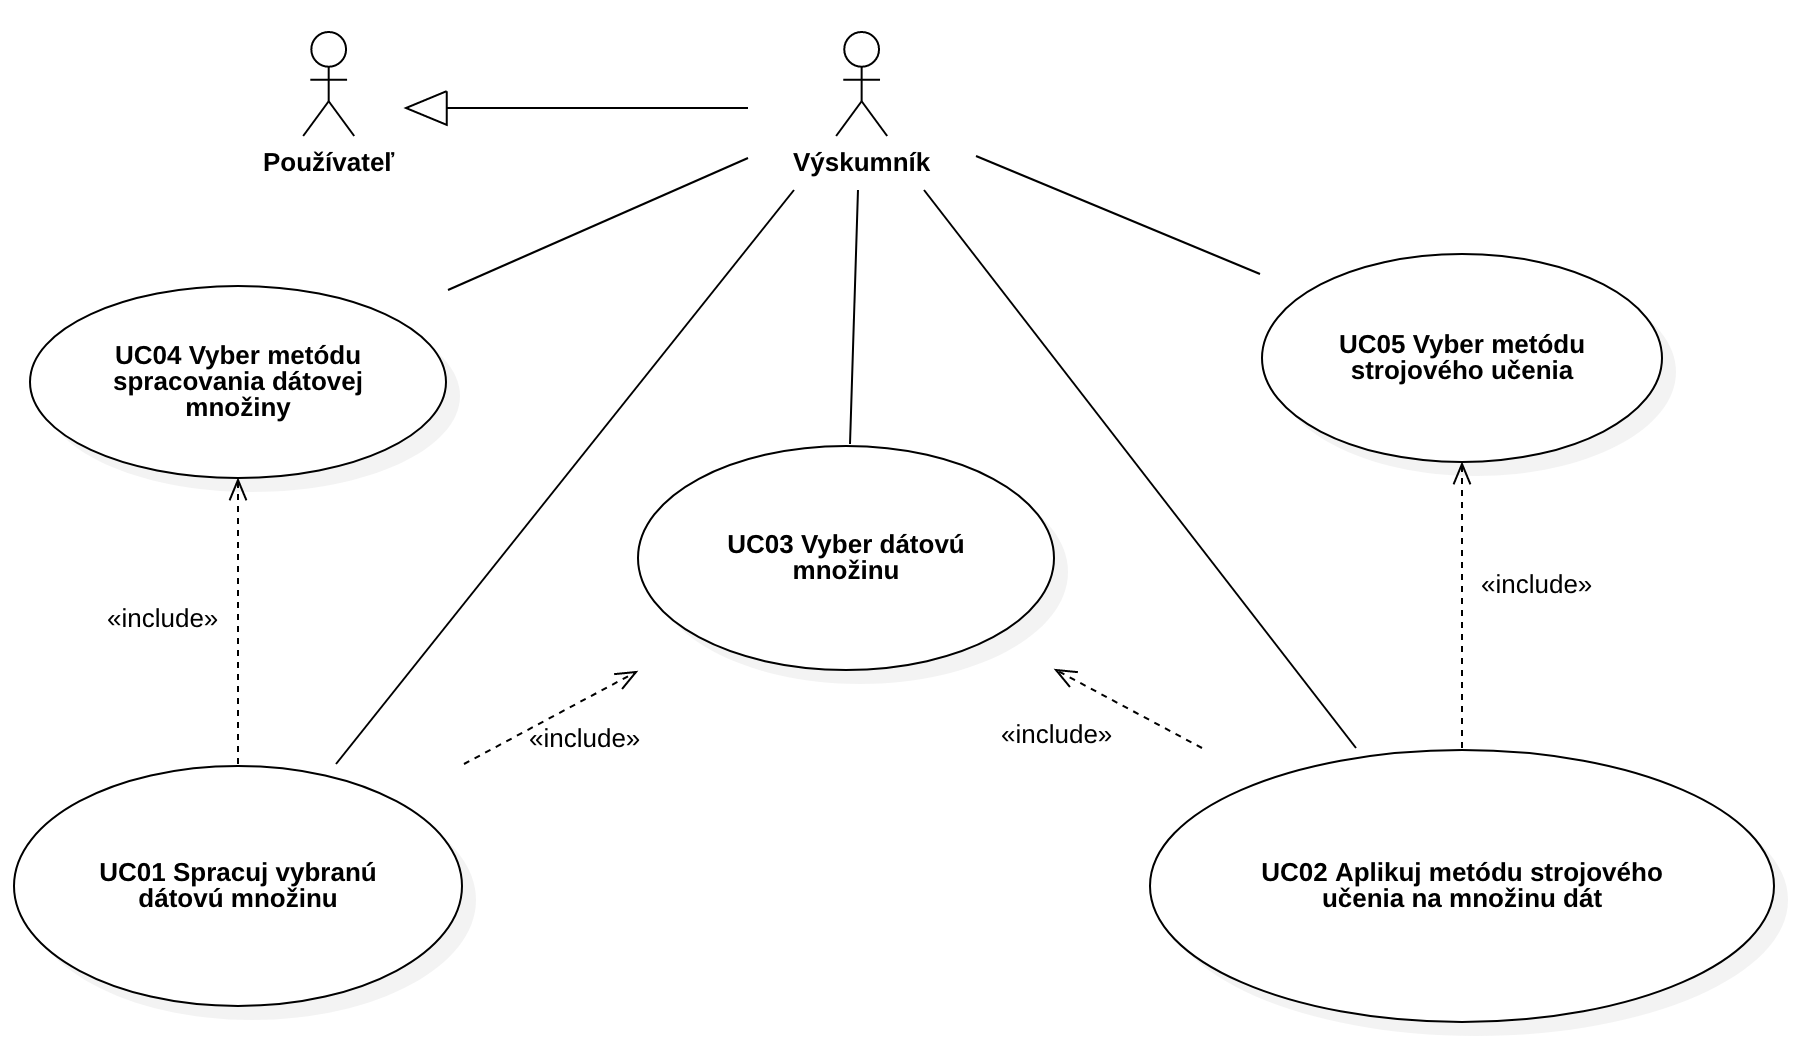 Používateľ
Výskumník
UC04 Vyber metódu
spracovania dátovej
množiny
UC05 Vyber metódu
strojového učenia
UC03 Vyber dátovú
množinu
«include»
«include»
«include»
«include»
UC01 Spracuj vybranú
dátovú množinu
UC02 Aplikuj metódu strojového
učenia na množinu dát